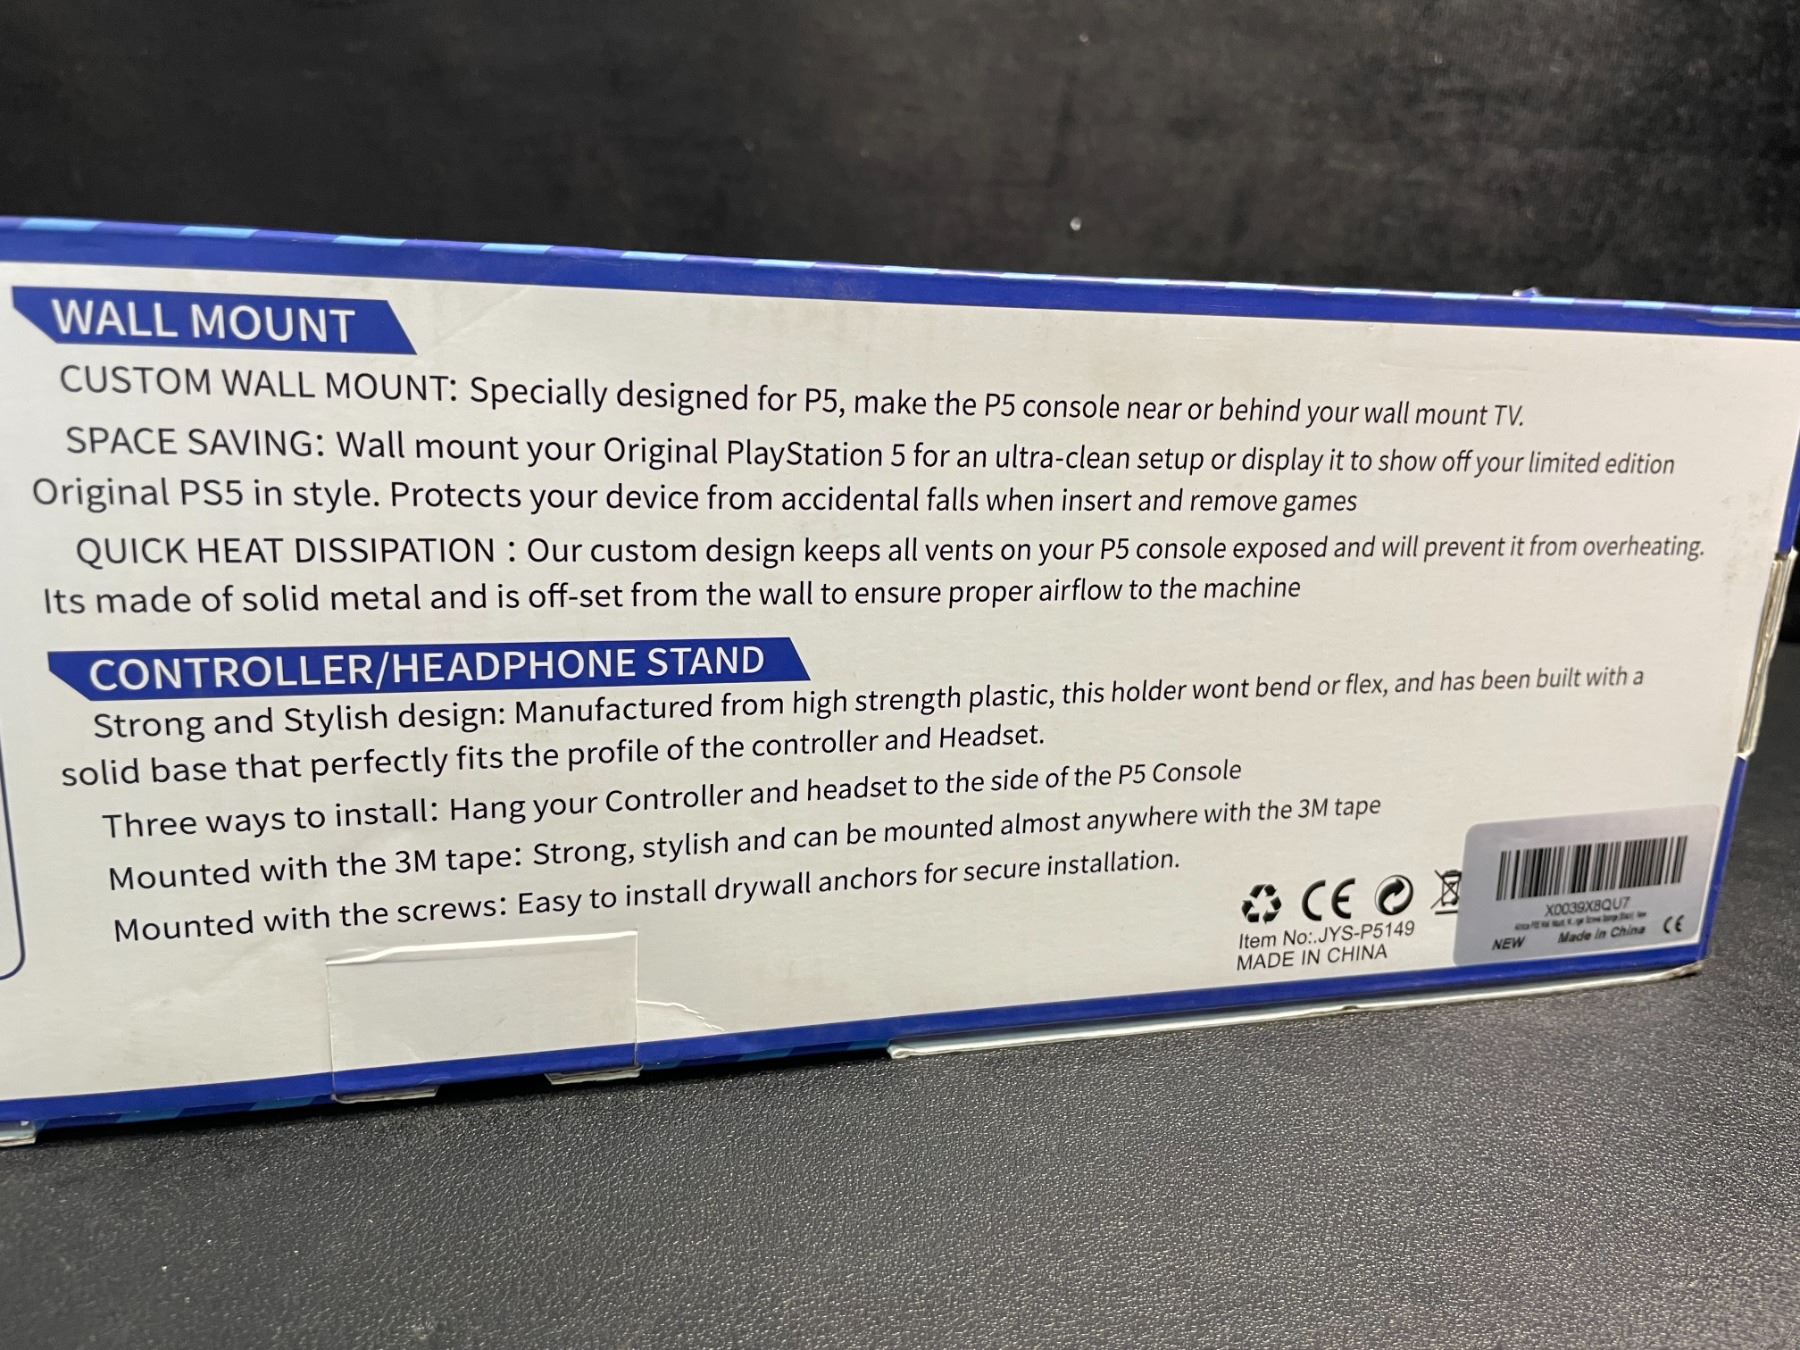 WALL MOUNT
CUSTOM WALL MOUNT: Specially designed for P5, make the P5 console near or behind your wall mount TV.
SPACE SAVING: Wall mount your Original PlayStation 5 for an ultra-clean setup or display it to show off your limited edition
Original PS5 in style. Protects your device from accidental falls when insert and remove games
QUICK HEAT DISSIPATION : Our custom design keeps all vents on your P5 console exposed and will prevent it from overheating.
Its made of solid metal and is off-set from the wall to ensure proper airflow to the machine
CONTROLLER/HEADPHONE STAND
Strong and Stylish design: Manufactured from high strength plastic, this holder wont bend or flex, and has been built with a
solid base that perfectly fits the profile of the controller and Headset.
Three ways to install: Hang your Controller and headset to the side of the P5 Console
Mounted with the 3M tape: Strong, stylish and can be mounted almost anywhere with the 3M tape
Mounted with the screws: Easy to install drywall anchors for secure installation.
CE
Item No:.JYS-P5149
MADE IN CHINA
X0039X8QU7
NEW Made in China CE